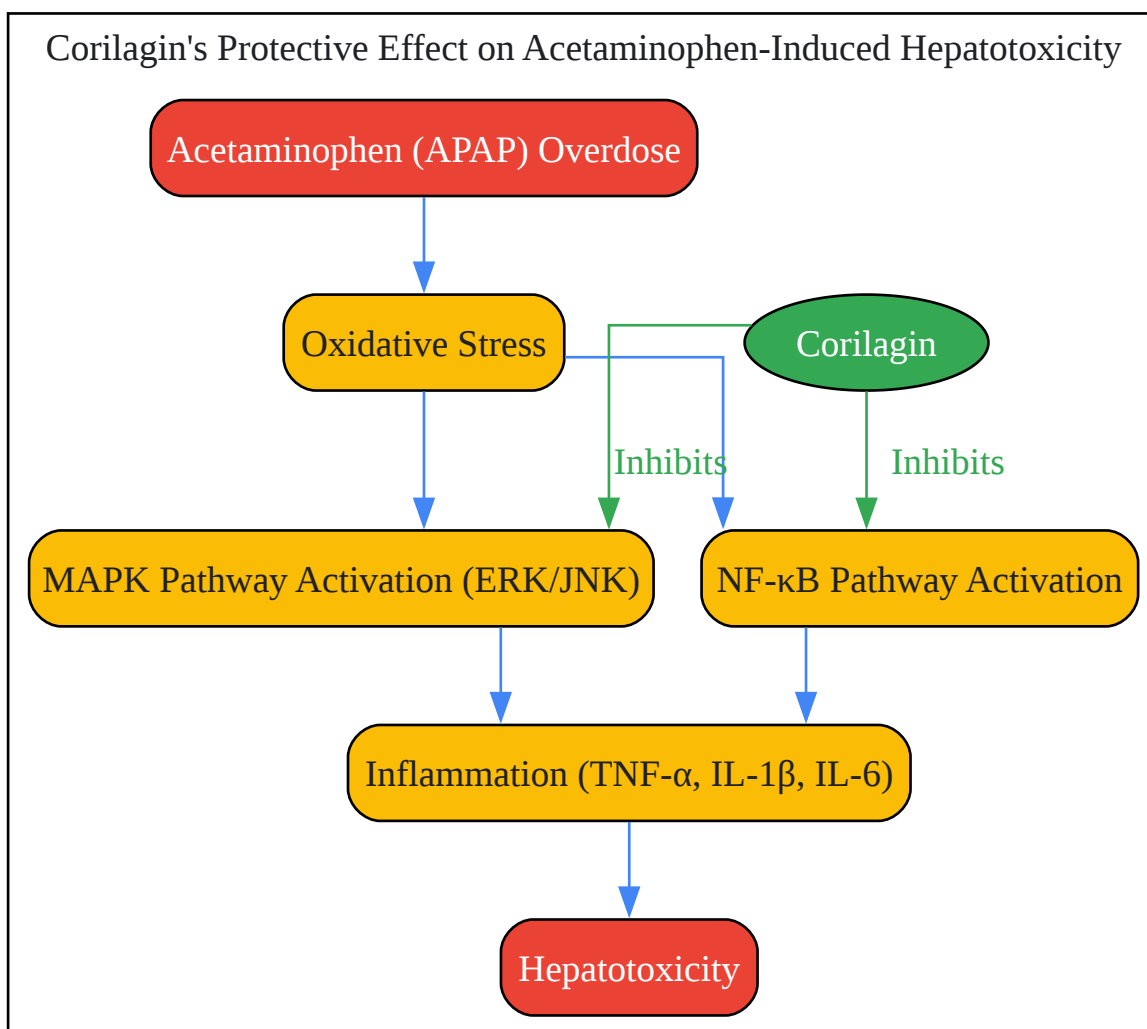 Corilagin's Protective Effect on Acetaminophen-Induced Hepatotoxicity
Acetaminophen (APAP) Overdose
Oxidative Stress
Corilagin
Inhibits
Inhibits
MAPK Pathway Activation (ERK/JNK)
NF-κB Pathway Activation
Inflammation (TNF-α, IL-1β, IL-6)
Hepatotoxicity